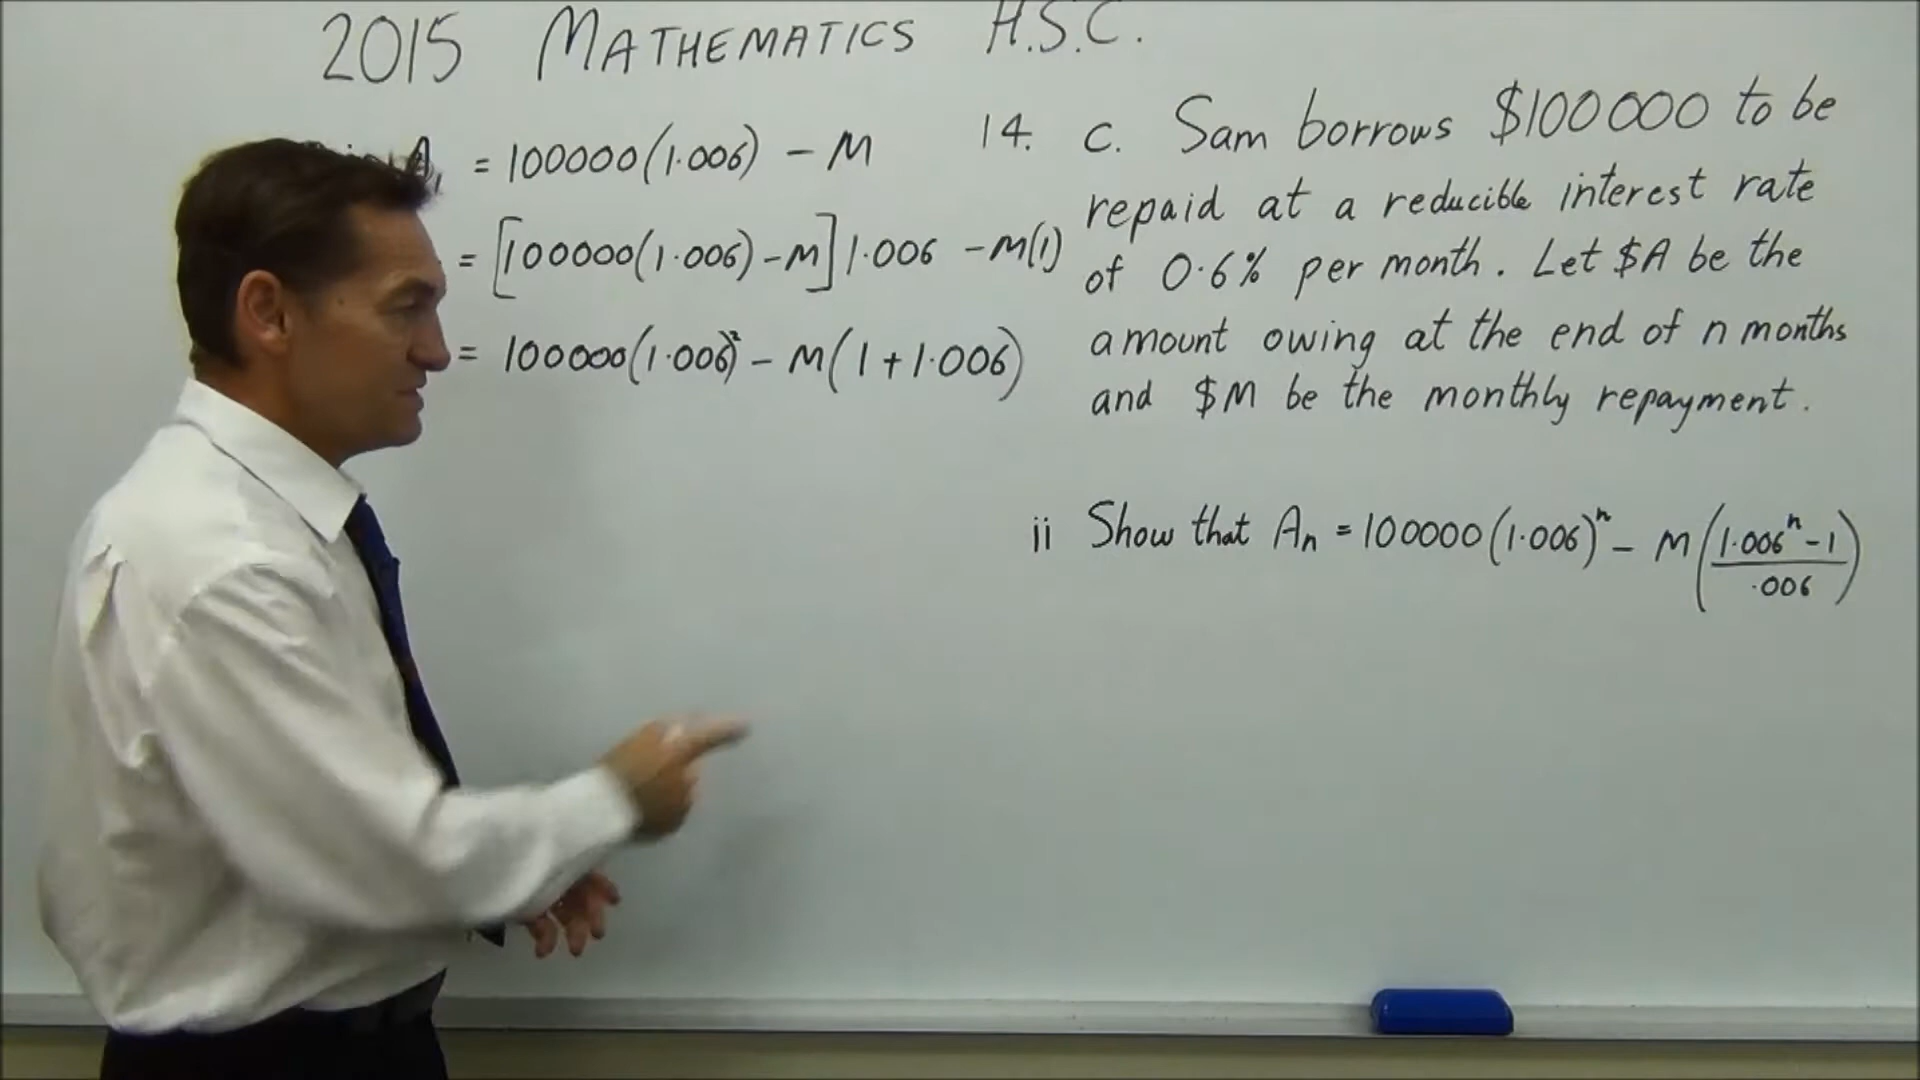 2015 MATHEMATICS H.S.C.
A₁ = 100000(1.006) - M
= [100000(1.006) - M] 1.006 - M(1)
= 100000(1.006)² - M(1 + 1.006)
14. c. Sam borrows $100000 to be
repaid at a reducible interest rate
of 0.6% per month. Let $A be the
amount owing at the end of n months
and $M be the monthly repayment.
ii Show that Aₙ = 100000(1.006)ⁿ - M((1.006ⁿ - 1)/.006)